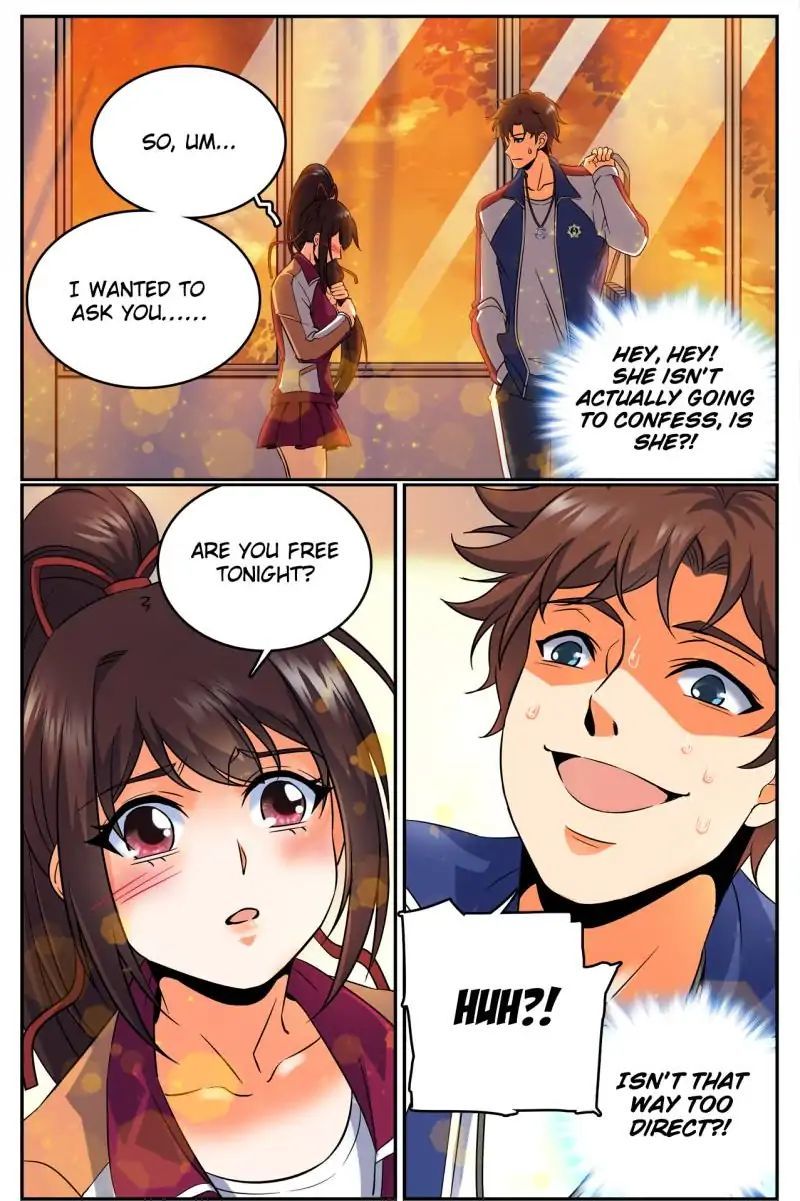 SO, UM...
I WANTED TO
ASK YOU......
HEY, HEY!
SHE ISN'T
ACTUALLY GOING
TO CONFESS, IS
SHE?!
ARE YOU FREE
TONIGHT?
HUH?!
ISN'T THAT
WAY TOO
DIRECT?!